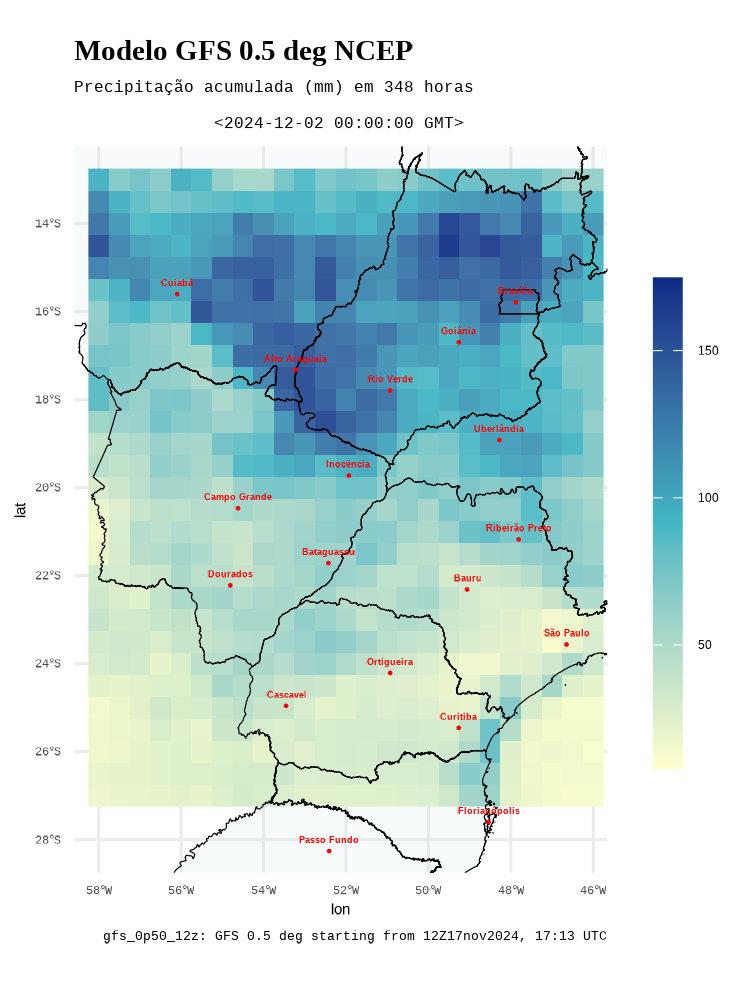 Modelo GFS 0.5 deg NCEP
Precipitação acumulada (mm) em 348 horas
<2024-12-02 00:00:00 GMT>
14°S
Cuiabá
Brasília
16°S
Goiânia
150
Alto Araguaia
Rio Verde
18°S
Uberlândia
Inocência
20°S
Campo Grande
100
lat
Ribeirão Preto
Bataguassu
22°S
Dourados
Bauru
São Paulo
50
24°S
Ortigueira
Cascavel
Curitiba
26°S
Florianópolis
28°S
Passo Fundo
58°W 56°W 54°W 52°W 50°W 48°W 46°W
lon
gfs_0p50_12z: GFS 0.5 deg starting from 12Z17nov2024, 17:13 UTC